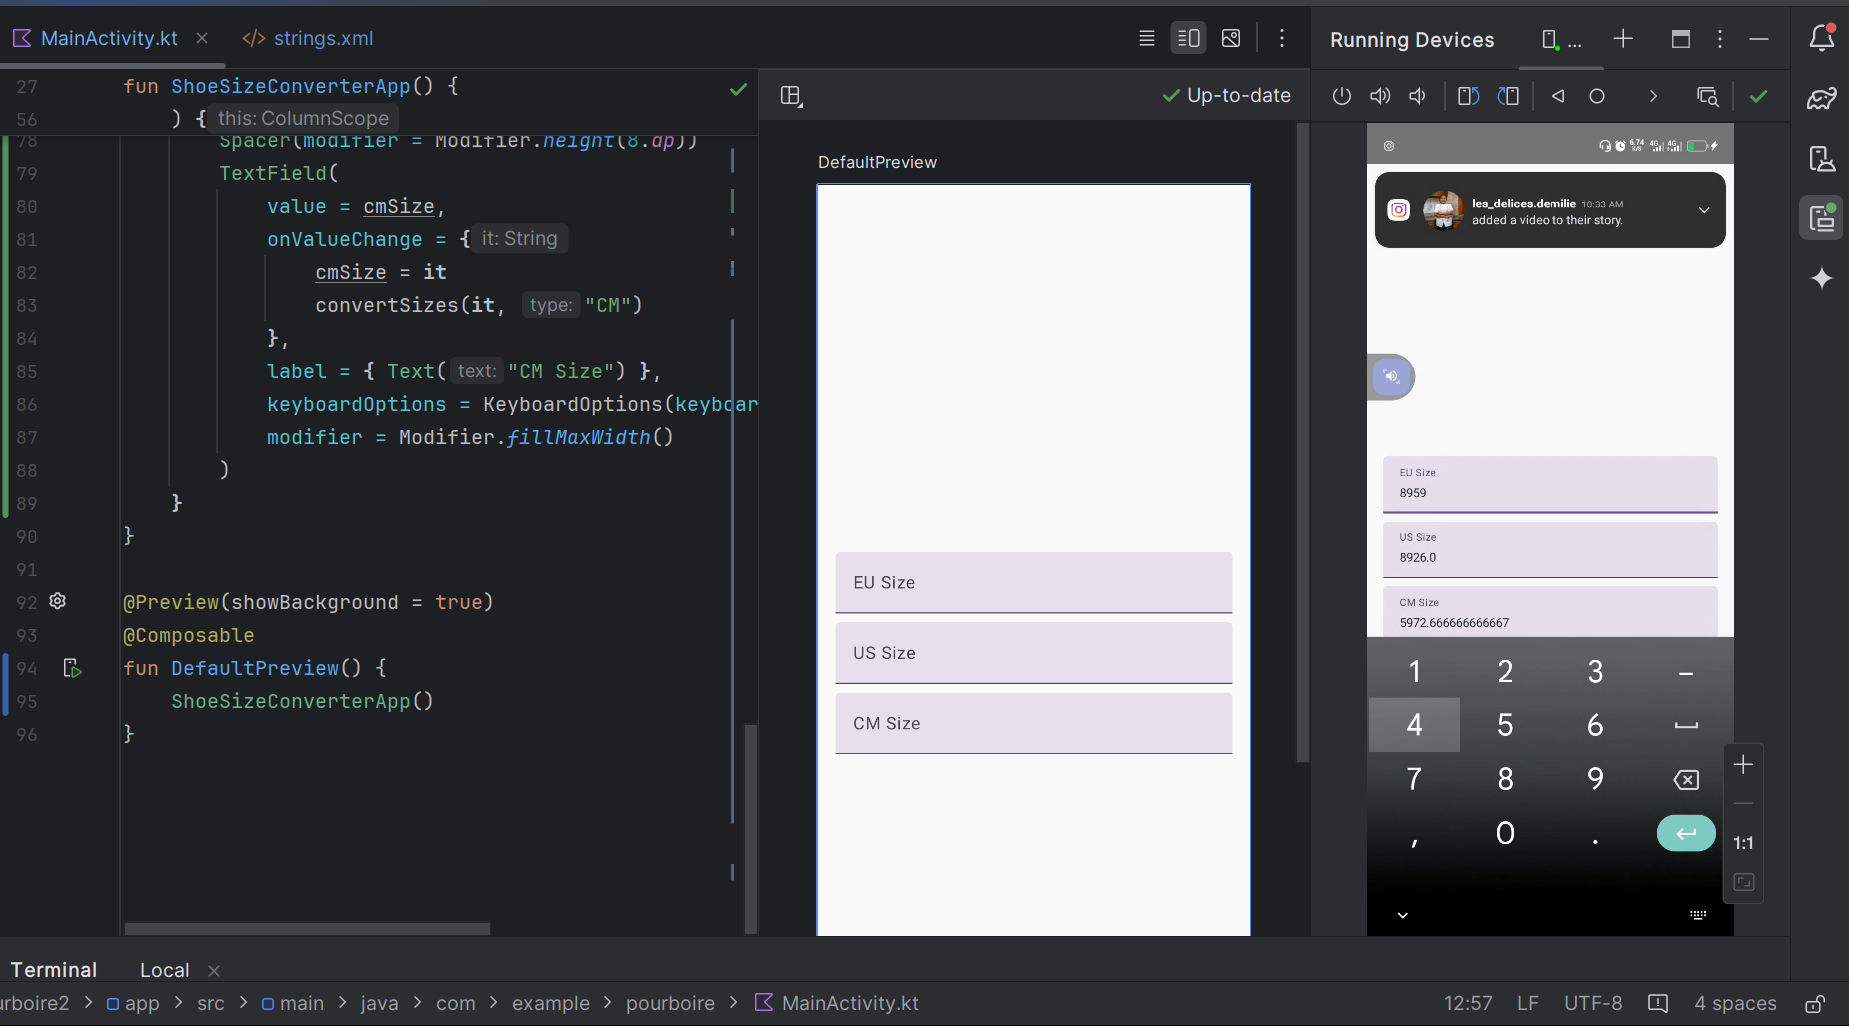 MainActivity.kt
strings.xml
27 fun ShoeSizeConverterApp() {
56 ) { this: ColumnScope
78 Spacer(modifier = Modifier.height(8.dp))
79 TextField(
80 value = cmSize,
81 onValueChange = { it: String
82 cmSize = it
83 convertSizes(it, type: "CM")
84 },
85 label = { Text( text: "CM Size") },
86 keyboardOptions = KeyboardOptions(keyboar
87 modifier = Modifier.fillMaxWidth()
88 )
89 }
90 }
91
92 @Preview(showBackground = true)
93 @Composable
94 fun DefaultPreview() {
95 ShoeSizeConverterApp()
96 }
Up-to-date
DefaultPreview
EU Size
US Size
CM Size
Running Devices
...
6.74
K/S
4G
4G
les_delices.demilie 10:33 AM
added a video to their story.
EU Size
8959
US Size
8926.0
CM Size
5972.666666666667
1 2 3 –
4 5 6
7 8 9
, 0 .
1:1
Terminal Local
urboire2 > app > src > main > java > com > example > pourboire > MainActivity.kt
12:57 LF UTF-8 4 spaces